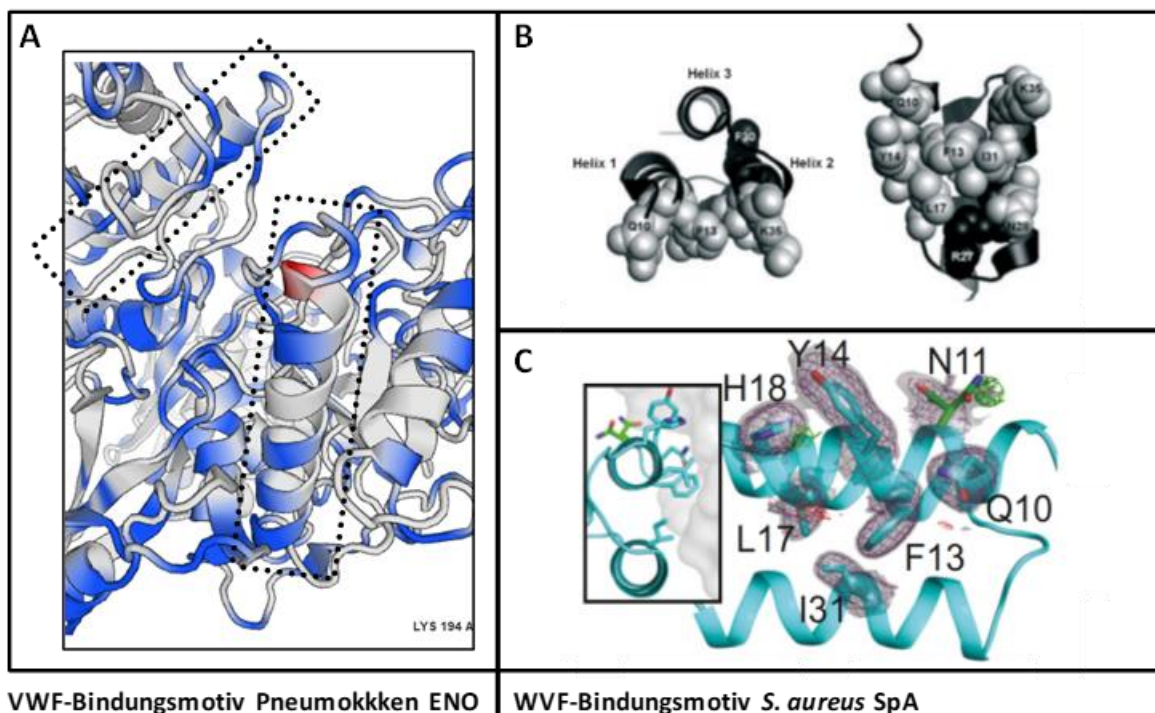 A
LYS 194 A
B
Helix 3
F30
Helix 1
Helix 2
Q10
F13
K35
Q10
K35
Y14
F13
I31
L17
N28
R27
C
Y14
N11
H18
Q10
L17
F13
I31
VWF-Bindungsmotiv Pneumokkken ENO
WVF-Bindungsmotiv S. aureus SpA